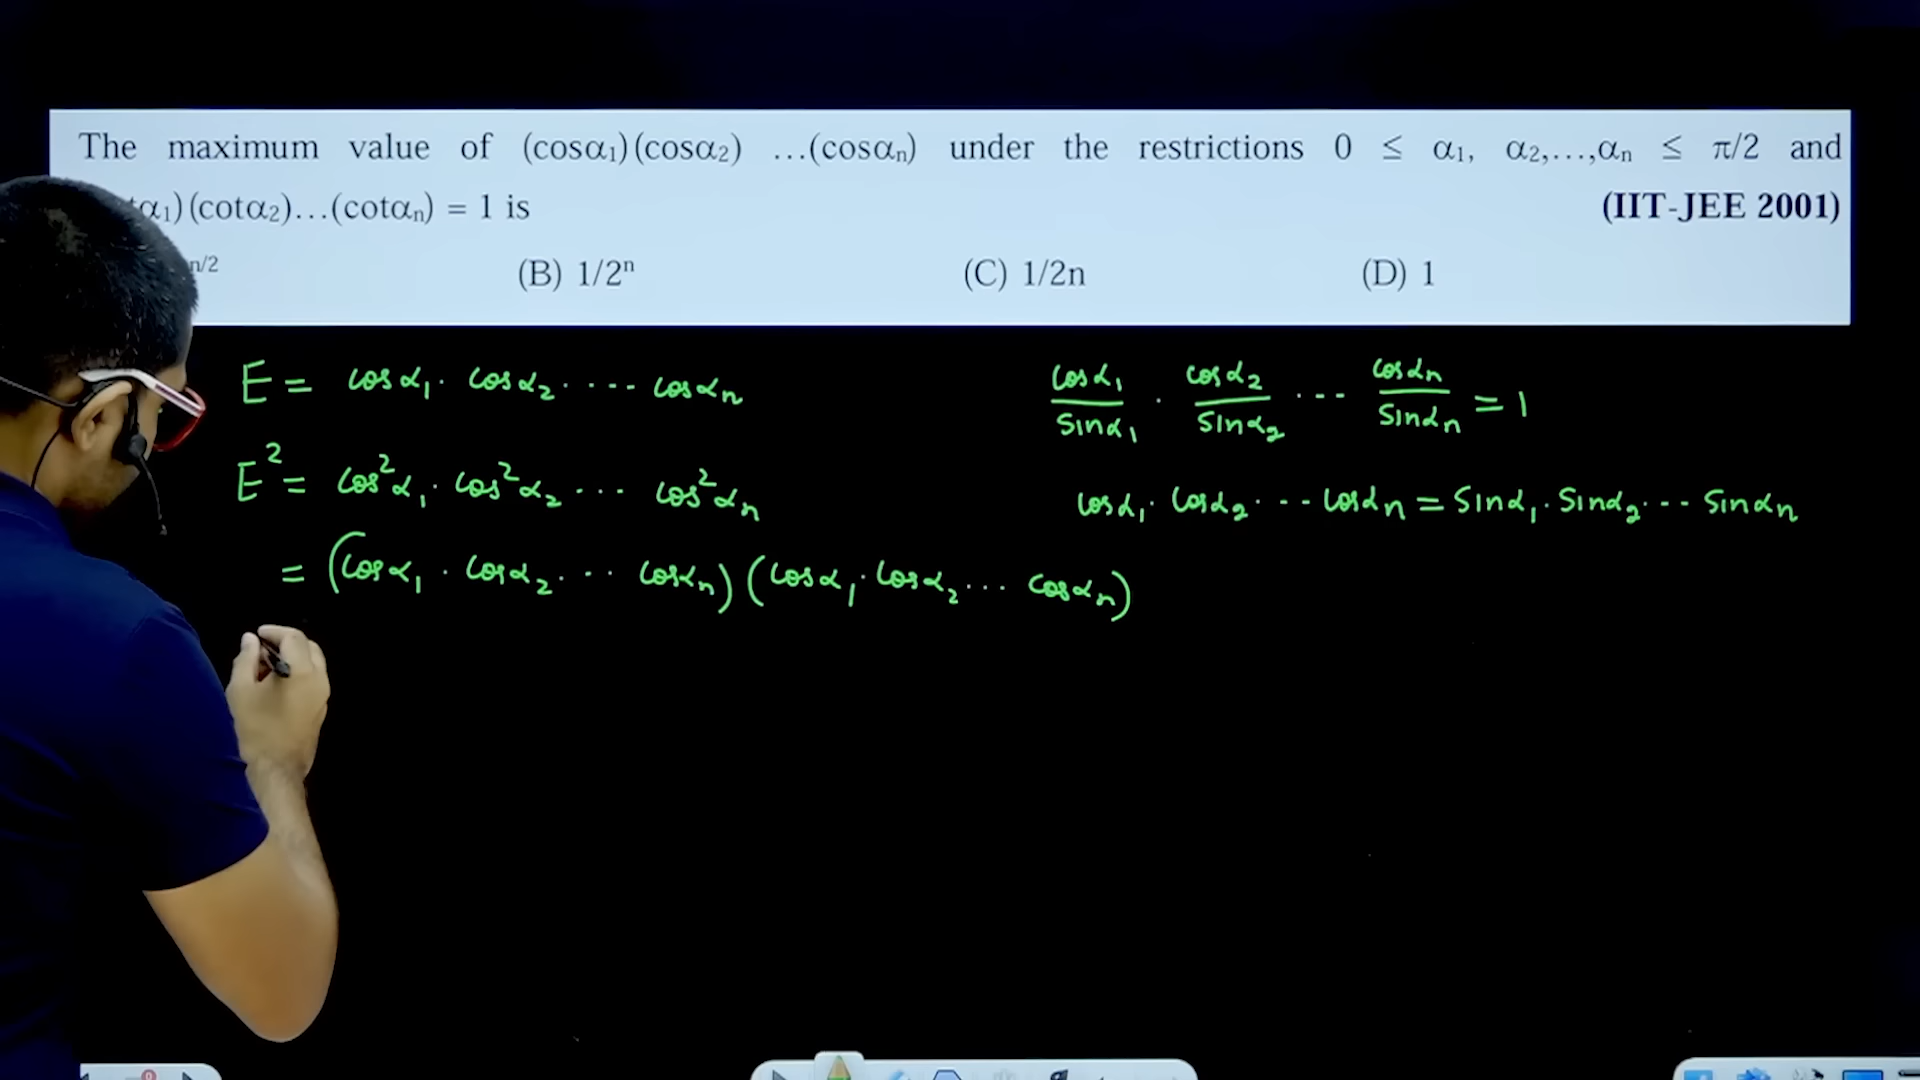 The maximum value of (cosα₁)(cosα₂) ...(cosαₙ) under the restrictions 0 ≤ α₁, α₂,...,αₙ ≤ π/2 and
α₁)(cotα₂)...(cotαₙ) = 1 is (IIT-JEE 2001)
n/2 (B) 1/2ⁿ (C) 1/2n (D) 1
E = cosα₁ · cosα₂ · ··· cosαₙ
E² = cos²α₁ · cos²α₂ ··· cos²αₙ
= (cosα₁ · cosα₂ · ·· cosαₙ)(cosα₁ · cosα₂ ··· cosαₙ)
cosα₁/sinα₁ · cosα₂/sinα₂ ··· cosαₙ/sinαₙ = 1
cosα₁ · cosα₂ · ·· cosαₙ = sinα₁ · sinα₂ ··· sinαₙ